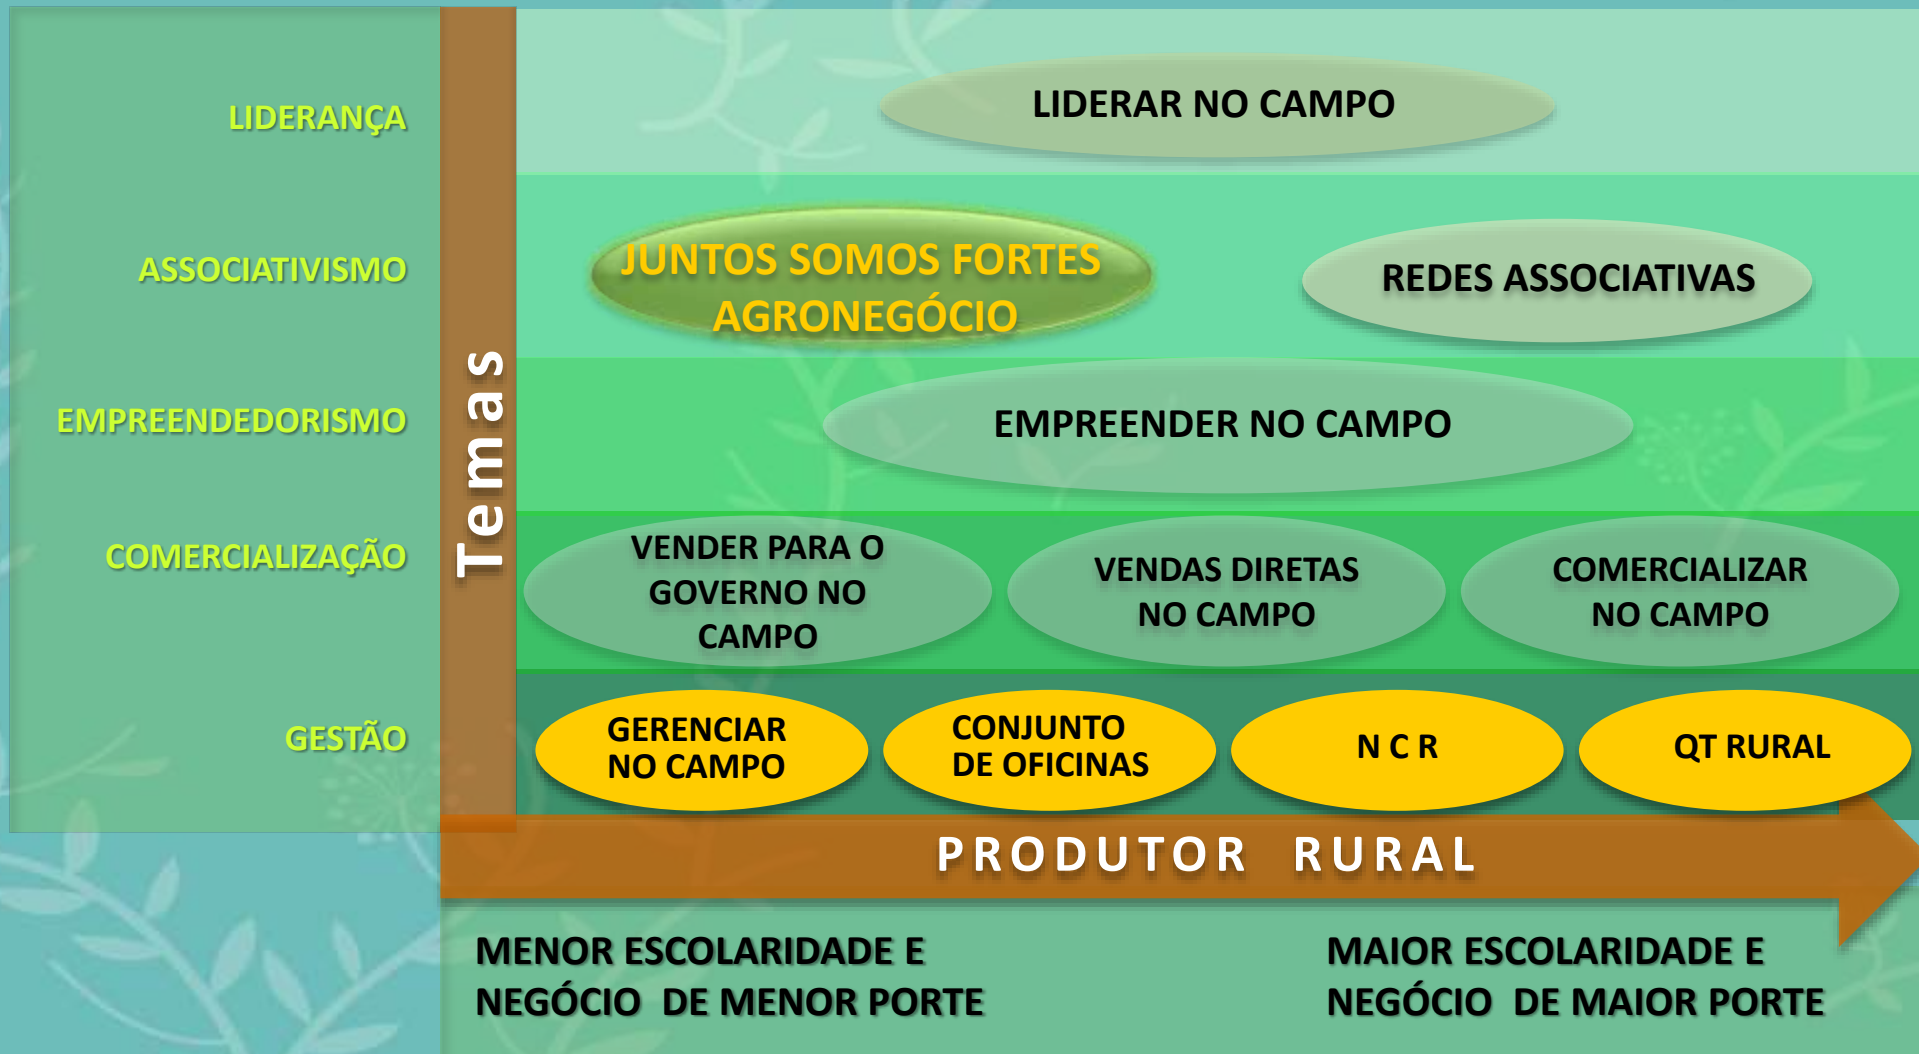 LIDERANÇA
LIDERAR NO CAMPO
ASSOCIATIVISMO
JUNTOS SOMOS FORTES
AGRONEGÓCIO
REDES ASSOCIATIVAS
EMPREENDEDORISMO
EMPREENDER NO CAMPO
COMERCIALIZAÇÃO
VENDER PARA O
GOVERNO NO
CAMPO
VENDAS DIRETAS
NO CAMPO
COMERCIALIZAR
NO CAMPO
GESTÃO
GERENCIAR
NO CAMPO
CONJUNTO
DE OFICINAS
N C R
QT RURAL
Temas
PRODUTOR RURAL
MENOR ESCOLARIDADE E
NEGÓCIO DE MENOR PORTE
MAIOR ESCOLARIDADE E
NEGÓCIO DE MAIOR PORTE